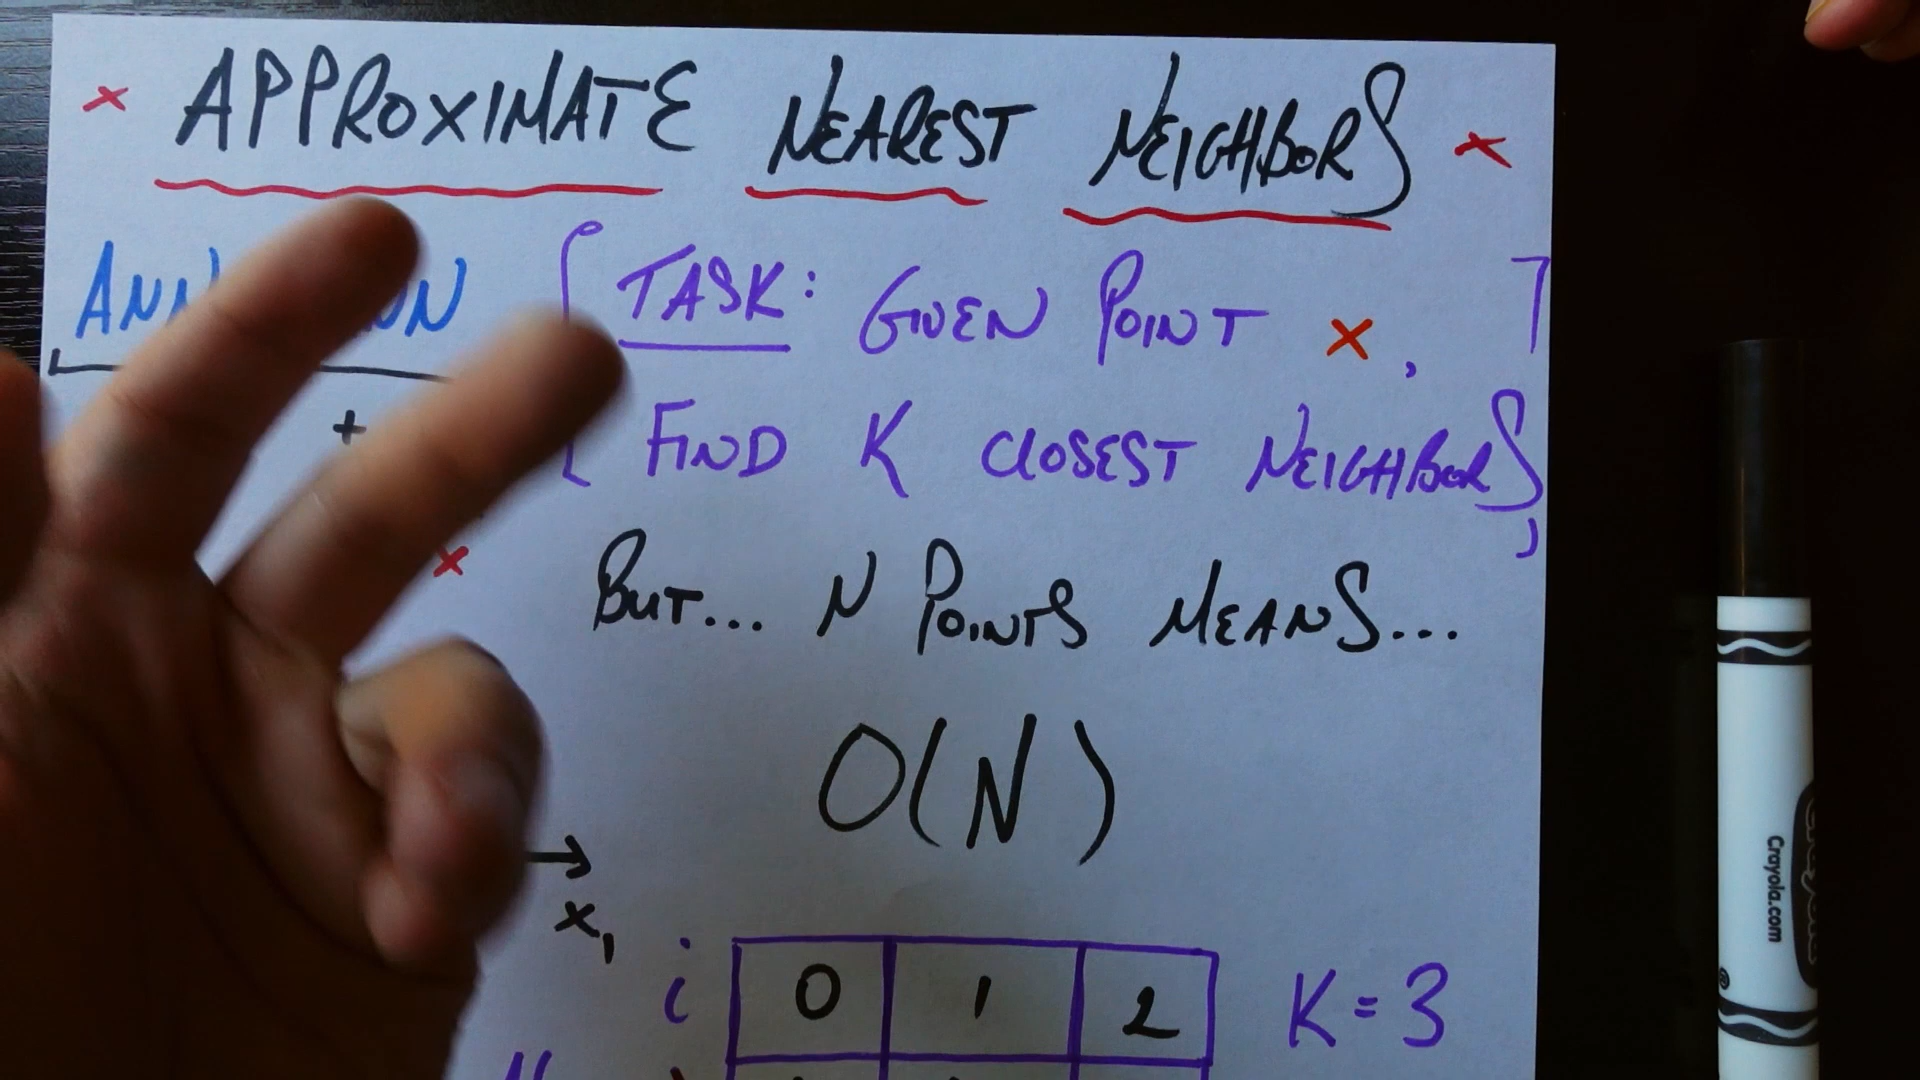 × APPROXIMATE NEAREST NEIGHBORS ×
TASK: GIVEN POINT ×,
FIND K CLOSEST NEIGHBORS,
+
×
BUT... N POINTS MEANS...
O(N)
x₁
i 0 1 2 K=3
Crayola.com